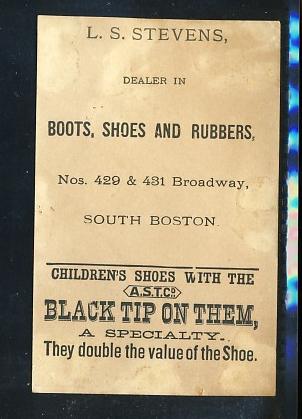 L. S. STEVENS,
DEALER IN
BOOTS, SHOES AND RUBBERS,
Nos. 429 & 431 Broadway,
SOUTH BOSTON.
CHILDREN'S SHOES WITH THE
A.S.T.Co
BLACK TIP ON THEM,
A SPECIALTY.
They double the value of the Shoe.